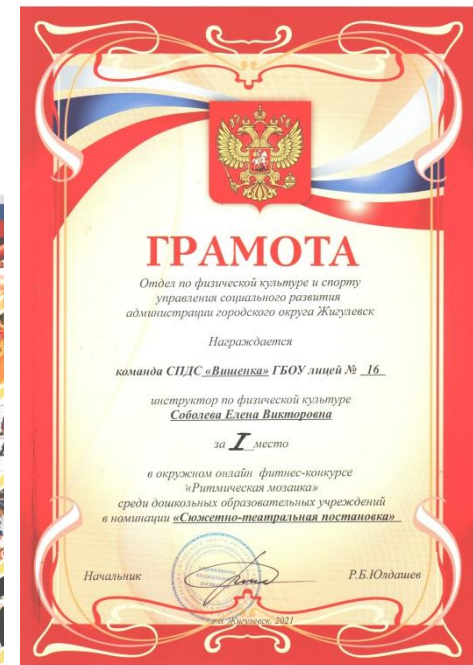 ГРАМОТА
Отдел по физической культуре и спорту
управления социального развития
администрации городского округа Жигулевск
Награждается
команда СПДС «Вишенка» ГБОУ лицей № 16
инструктор по физической культуре
Соболева Елена Викторовна
за I место
в окружном онлайн фитнес-конкурсе
«Ритмическая мозаика»
среди дошкольных образовательных учреждений
в номинации «Сюжетно-театральная постановка»
Начальник Р.Б.Юлдашев
г.о. Жигулевск, 2021